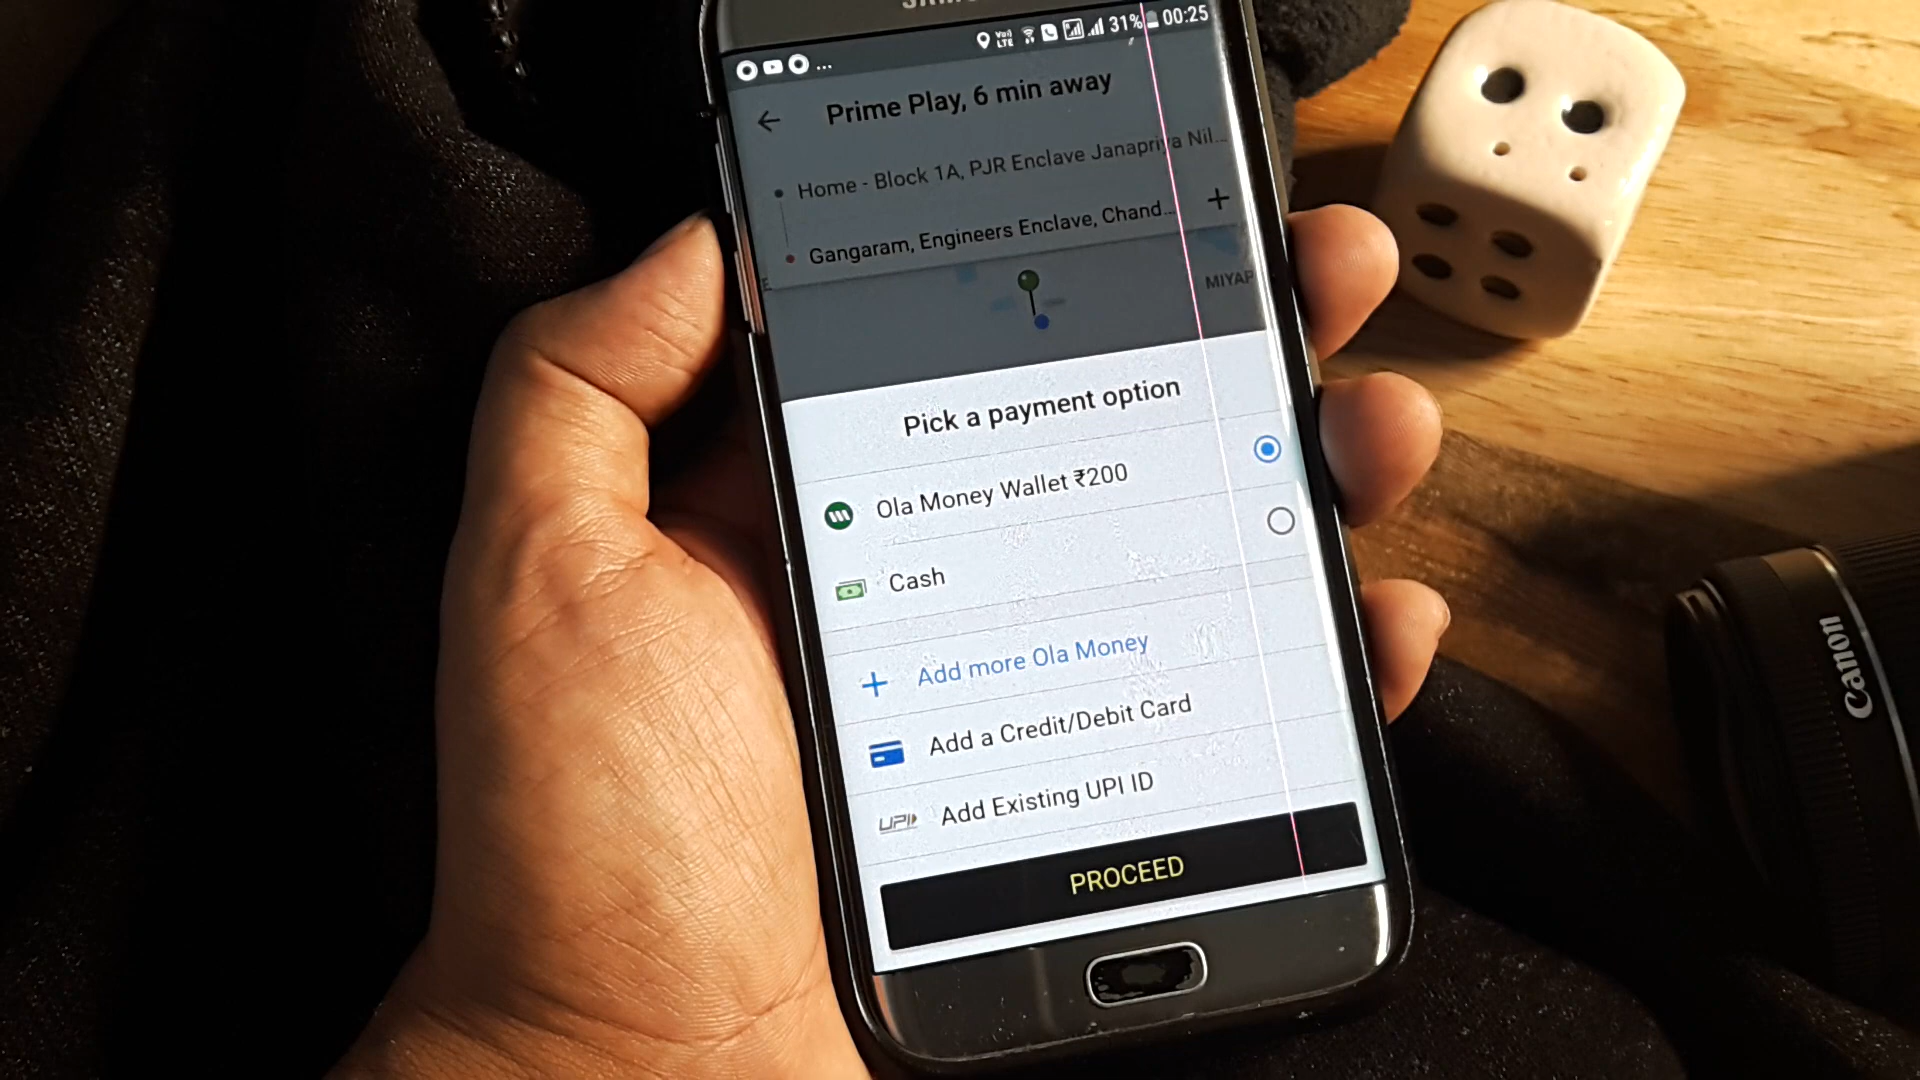 31% 00:25
Prime Play, 6 min away
Home - Block 1A, PJR Enclave Janapriya Nil...
Gangaram, Engineers Enclave, Chand...
MIYAP
Pick a payment option
Ola Money Wallet ₹200
Cash
Add more Ola Money
Add a Credit/Debit Card
UPI Add Existing UPI ID
PROCEED
Canon